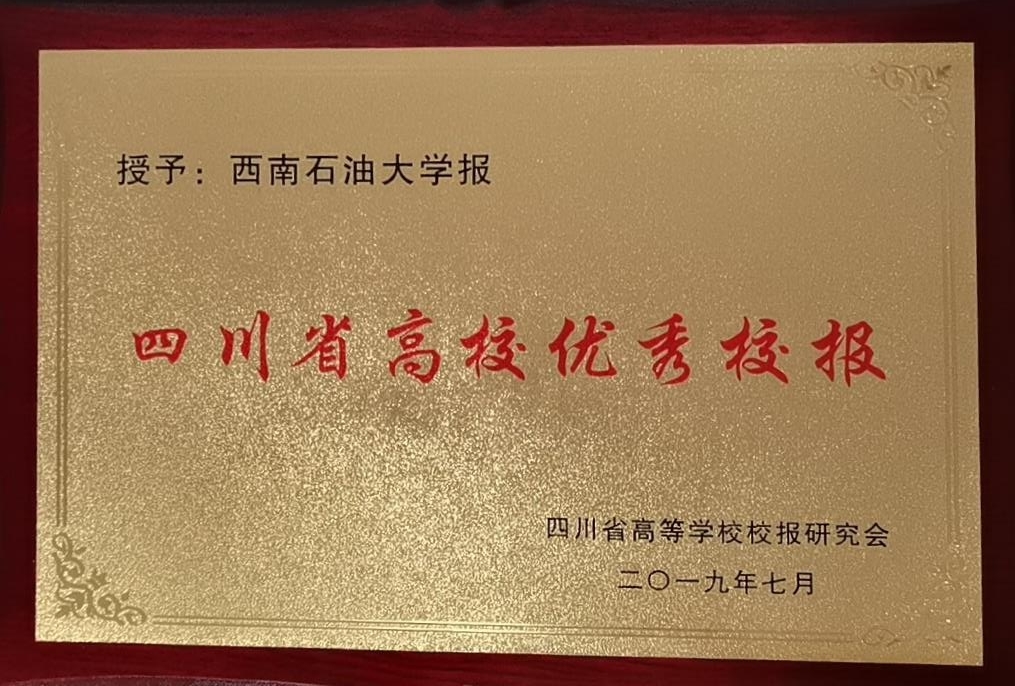 授予：西南石油大学报
四川省高校优秀校报
四川省高等学校校报研究会
二〇一九年七月